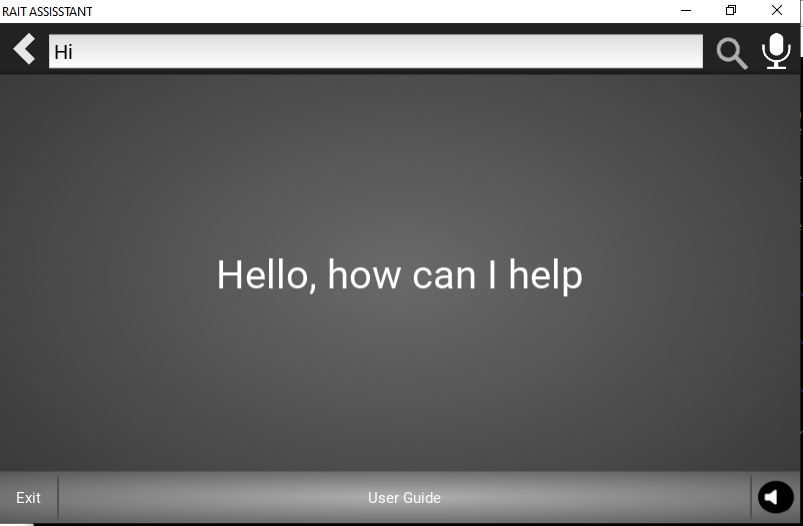 RAIT ASSISSTANT
Hi
Hello, how can I help
Exit
User Guide